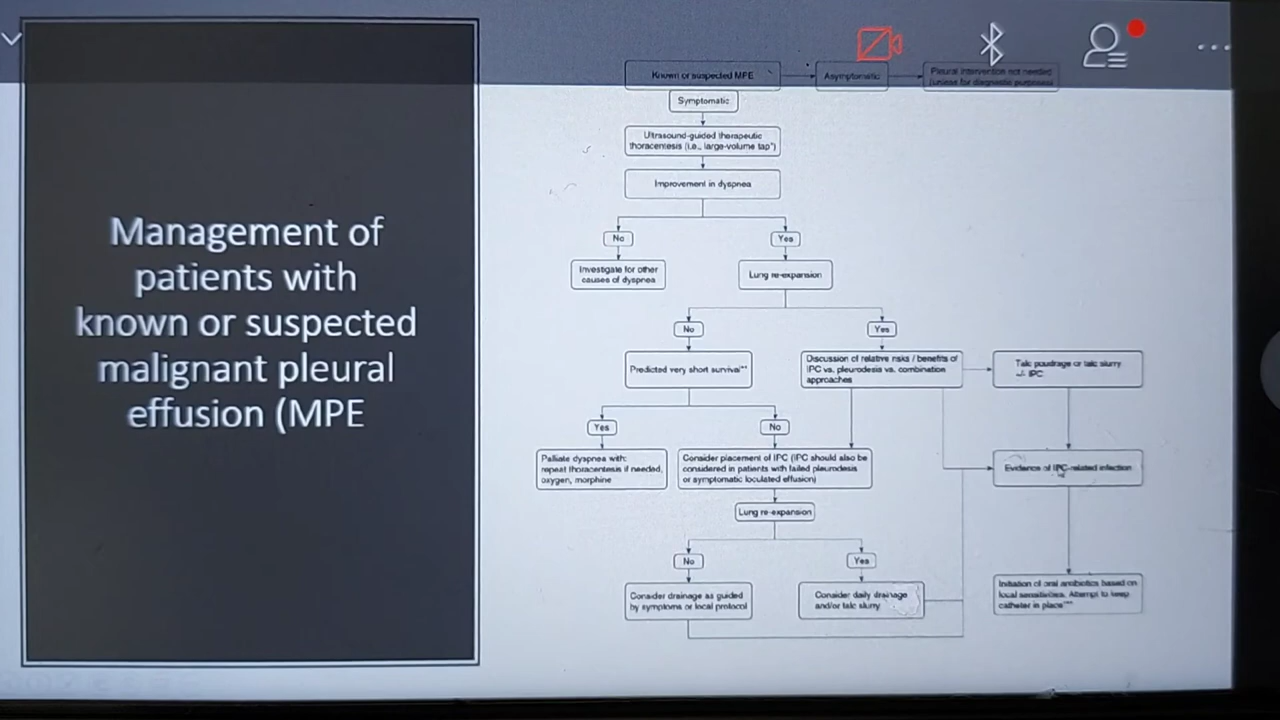 Management of
patients with
known or suspected
malignant pleural
effusion (MPE
Known or suspected MPE
Asymptomatic
Pleural intervention not needed
(unless for diagnostic purposes)
Symptomatic
Ultrasound-guided therapeutic
thoracentesis (i.e., large-volume tap*)
Improvement in dyspnea
No
Yes
Investigate for other
causes of dyspnea
Lung re-expansion
No
Yes
Predicted very short survival**
Discussion of relative risks / benefits of
IPC vs. pleurodesis vs. combination
approaches
Talc poudrage or talc slurry
+/- IPC
Yes
No
Palliate dyspnea with:
repeat thoracentesis if needed,
oxygen, morphine
Consider placement of IPC (IPC should also be
considered in patients with failed pleurodesis
or symptomatic loculated effusion)
Evidence of IPC-related infection
Lung re-expansion
No
Yes
Consider drainage as guided
by symptoms or local protocol
Consider daily drainage
and/or talc slurry
Initiation of oral antibiotics based on
local sensitivities. Attempt to keep
catheter in place***